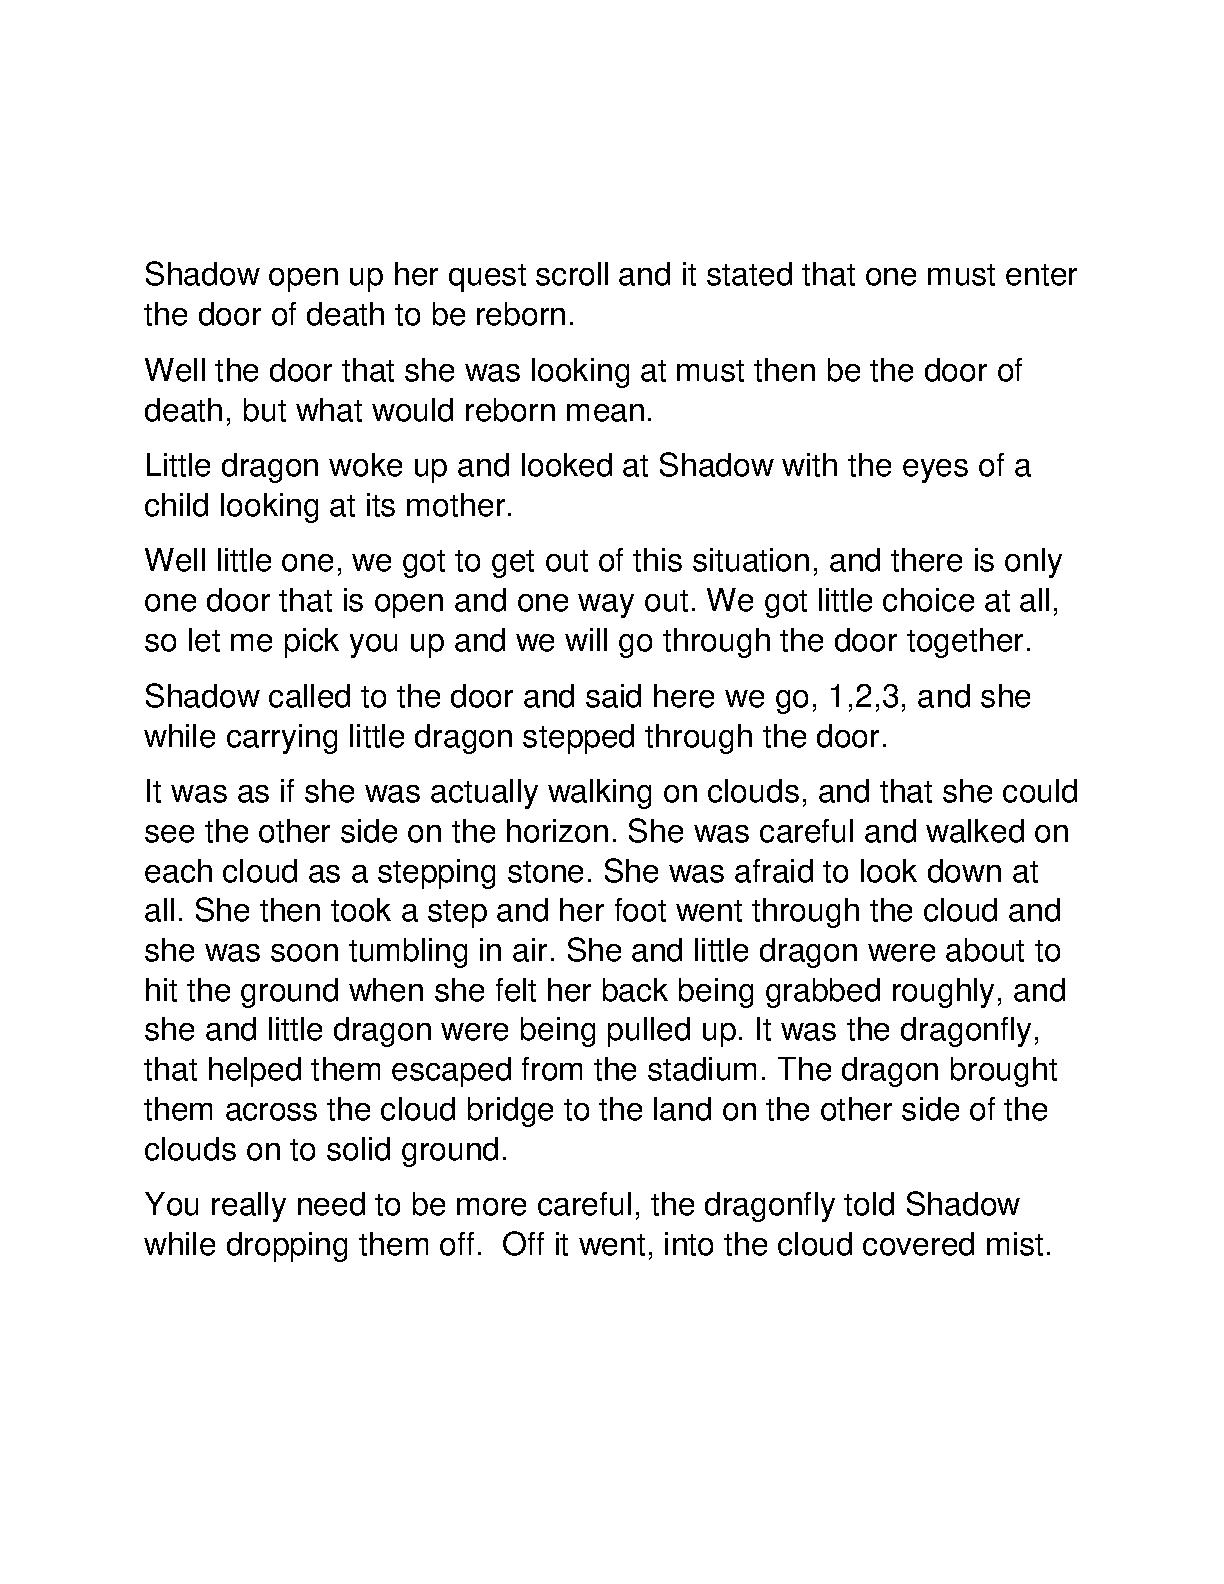 Shadow open up her quest scroll and it stated that one must enter
the door of death to be reborn.
Well the door that she was looking at must then be the door of
death, but what would reborn mean.
Little dragon woke up and looked at Shadow with the eyes of a
child looking at its mother.
Well little one, we got to get out of this situation, and there is only
one door that is open and one way out. We got little choice at all,
so let me pick you up and we will go through the door together.
Shadow called to the door and said here we go, 1,2,3, and she
while carrying little dragon stepped through the door.
It was as if she was actually walking on clouds, and that she could
see the other side on the horizon. She was careful and walked on
each cloud as a stepping stone. She was afraid to look down at
all. She then took a step and her foot went through the cloud and
she was soon tumbling in air. She and little dragon were about to
hit the ground when she felt her back being grabbed roughly, and
she and little dragon were being pulled up. It was the dragonfly,
that helped them escaped from the stadium. The dragon brought
them across the cloud bridge to the land on the other side of the
clouds on to solid ground.
You really need to be more careful, the dragonfly told Shadow
while dropping them off.  Off it went, into the cloud covered mist.